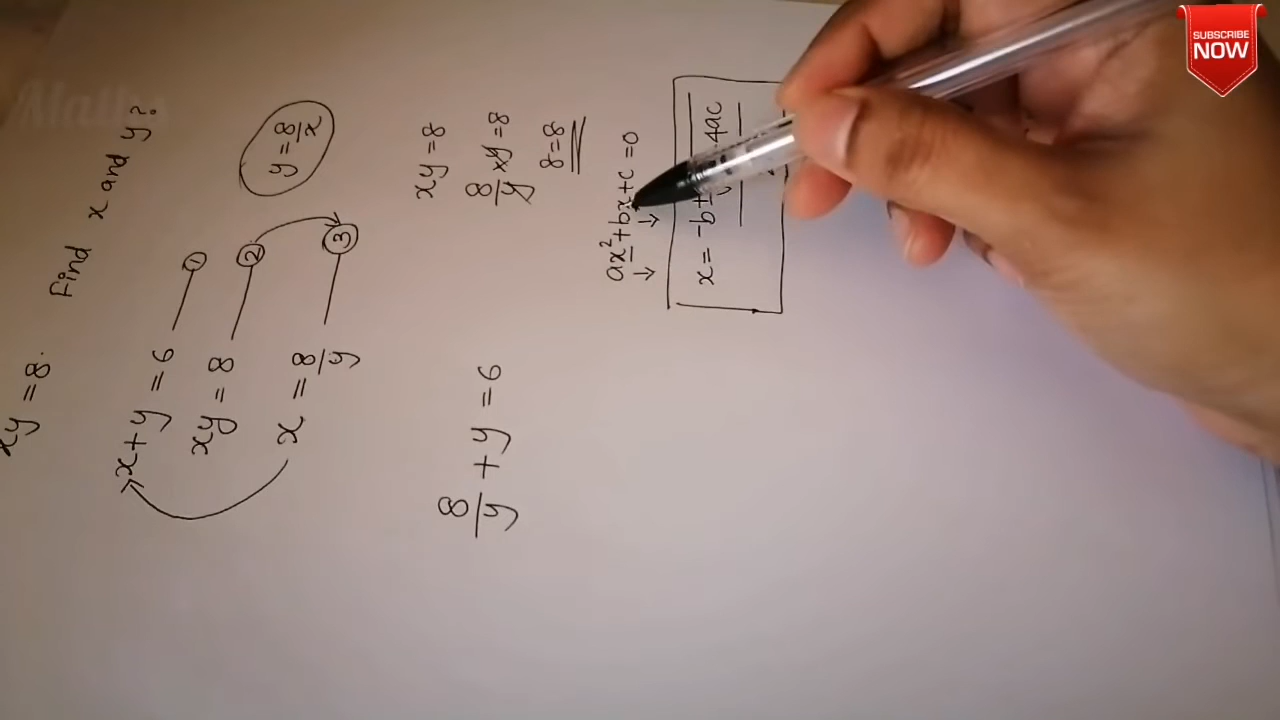 xy = 8.
Find x and y?
x + y = 6 ①
xy = 8 ②
x = 8/y ③
y = 8/x
8/y + y = 6
xy = 8
8/y × y = 8
8 = 8
ax² + bx + c = 0
x = -b ± 4ac
SUBSCRIBE
NOW